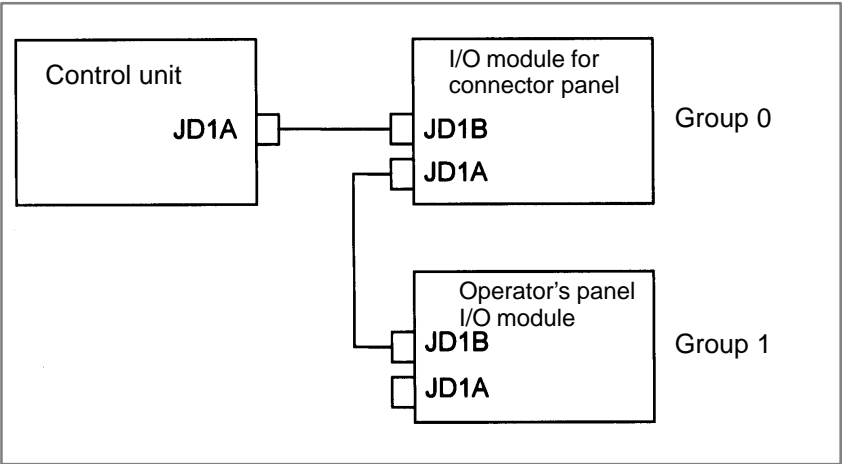 Control unit
JD1A
I/O module for
connector panel
JD1B
JD1A
Group 0
Operator's panel
I/O module
JD1B
JD1A
Group 1